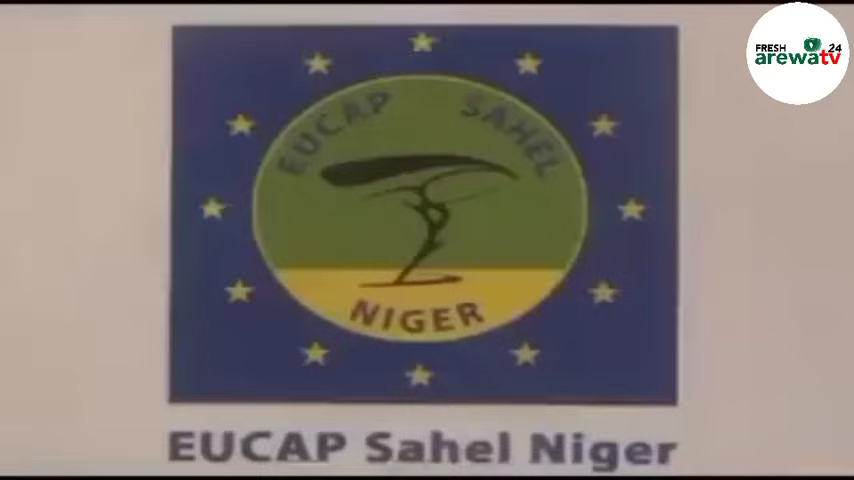 FRESH 24
arewatv
EUCAP SAHEL
NIGER
EUCAP Sahel Niger